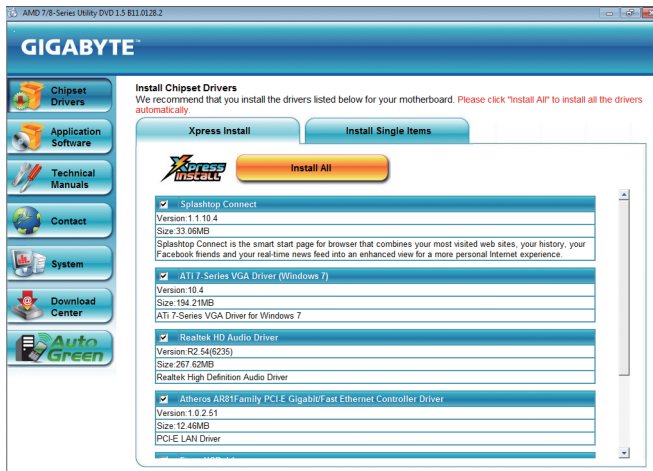 AMD 7/8-Series Utility DVD 1.5 B11.0128.2
GIGABYTE™
Chipset
Drivers
Application
Software
Technical
Manuals
Contact
System
Download
Center
Auto
Green
Install Chipset Drivers
We recommend that you install the drivers listed below for your motherboard. Please click "Install All" to install all the drivers
automatically.
Xpress Install
Install Single Items
Xpress
Install
Install All
Splashtop Connect
Version:1.1.10.4
Size:33.06MB
Splashtop Connect is the smart start page for browser that combines your most visited web sites, your history, your
Facebook friends and your real-time news feed into an enhanced view for a more personal Internet experience.
ATi 7-Series VGA Driver (Windows 7)
Version:10.4
Size:194.21MB
ATi 7-Series VGA Driver for Windows 7
Realtek HD Audio Driver
Version:R2.54(6235)
Size:267.62MB
Realtek High Definition Audio Driver
Atheros AR81Family PCI-E Gigabit/Fast Ethernet Controller Driver
Version:1.0.2.51
Size:12.46MB
PCI-E LAN Driver